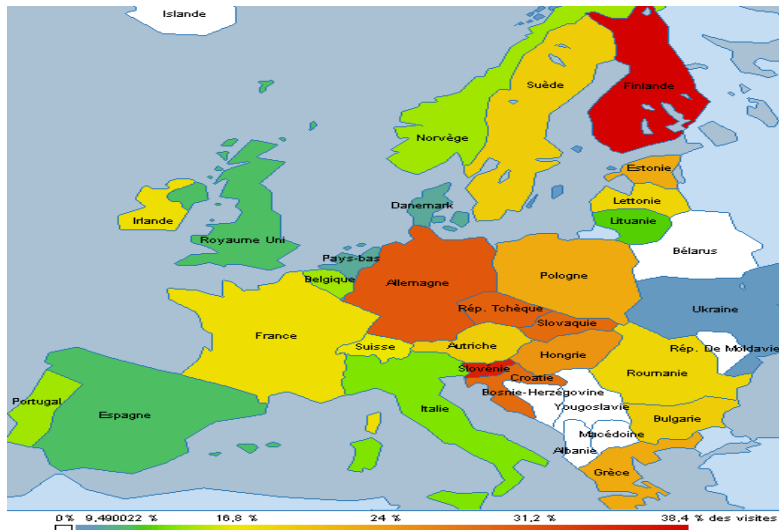 Islande
Suède
Finlande
Norvège
Estonie
Lettonie
Danemark
Lituanie
Irlande
Royaume Uni
Bélarus
Pays-bas
Belgique
Allemagne
Pologne
Rép. Tchèque
Ukraine
Slovaquie
France
Suisse
Autriche
Rép. De Moldavie
Hongrie
Slovénie
Roumanie
Croatie
Bosnie-Herzégovine
Portugal
Yougoslavie
Espagne
Italie
Bulgarie
Macédoine
Albanie
Grèce
0 % 9,490022 % 16,8 % 24 % 31,2 % 38,4 % des visites